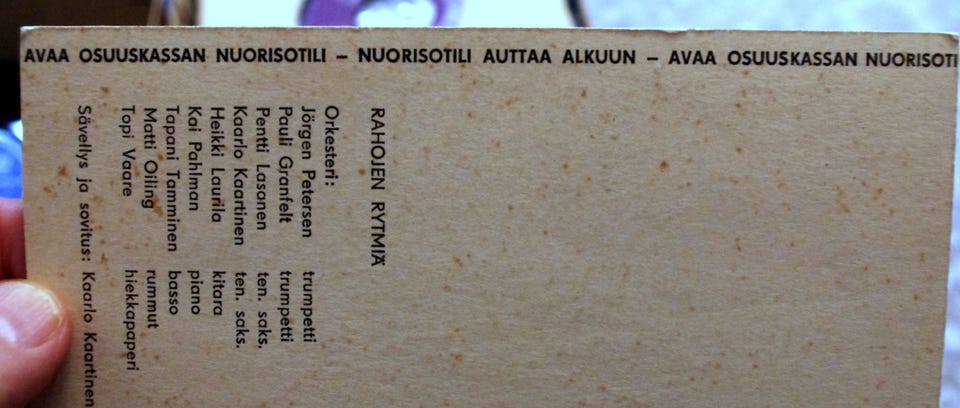 AVAA OSUUSKASSAN NUORISOTILI – NUORISOTILI AUTTAA ALKUUN – AVAA OSUUSKASSAN NUORISOTI
RAHOJEN RYTMIÄ
Orkesteri:
Jörgen Petersen trumpetti
Pauli Granfelt trumpetti
Pentti Lasanen ten. saks.
Kaarlo Kaartinen ten. saks.
Heikki Laurila kitara
Kai Pahlman piano
Tapani Tamminen basso
Matti Oiling rummut
Topi Vaare hiekkapaperi
Sävellys ja sovitus: Kaarlo Kaartinen